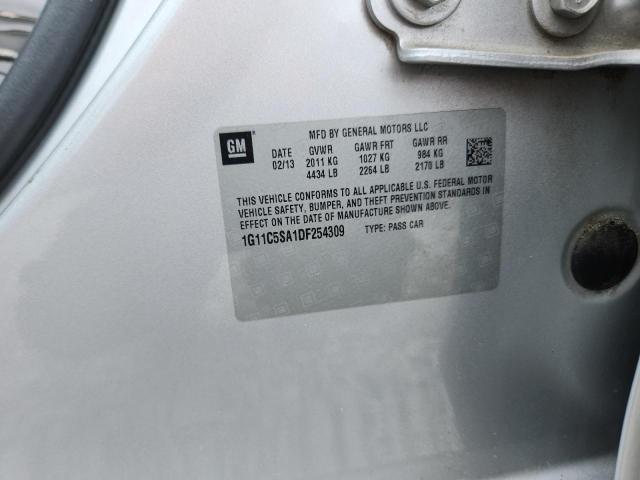 MFD BY GENERAL MOTORS LLC
GM
DATE GVWR GAWR FRT GAWR RR
02/13 2011 KG 1027 KG 984 KG
4434 LB 2264 LB 2170 LB
THIS VEHICLE CONFORMS TO ALL APPLICABLE U.S. FEDERAL MOTOR
VEHICLE SAFETY, BUMPER, AND THEFT PREVENTION STANDARDS IN
EFFECT ON THE DATE OF MANUFACTURE SHOWN ABOVE.
1G11C5SA1DF254309 TYPE: PASS CAR